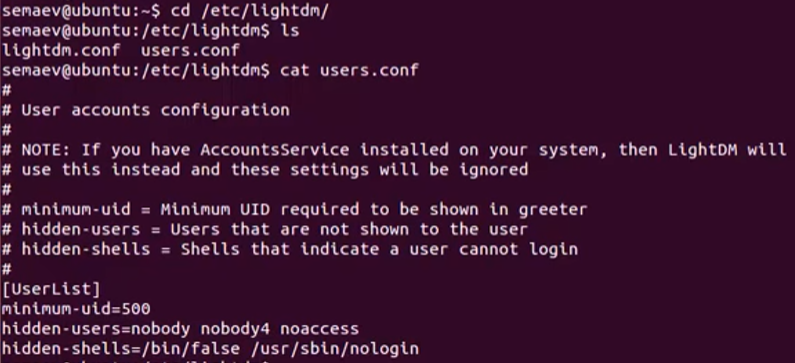 semaev@ubuntu:~$ cd /etc/lightdm/
semaev@ubuntu:/etc/lightdm$ ls
lightdm.conf  users.conf
semaev@ubuntu:/etc/lightdm$ cat users.conf
#
# User accounts configuration
#
# NOTE: If you have AccountsService installed on your system, then LightDM will
# use this instead and these settings will be ignored
#
# minimum-uid = Minimum UID required to be shown in greeter
# hidden-users = Users that are not shown to the user
# hidden-shells = Shells that indicate a user cannot login
#
[UserList]
minimum-uid=500
hidden-users=nobody nobody4 noaccess
hidden-shells=/bin/false /usr/sbin/nologin